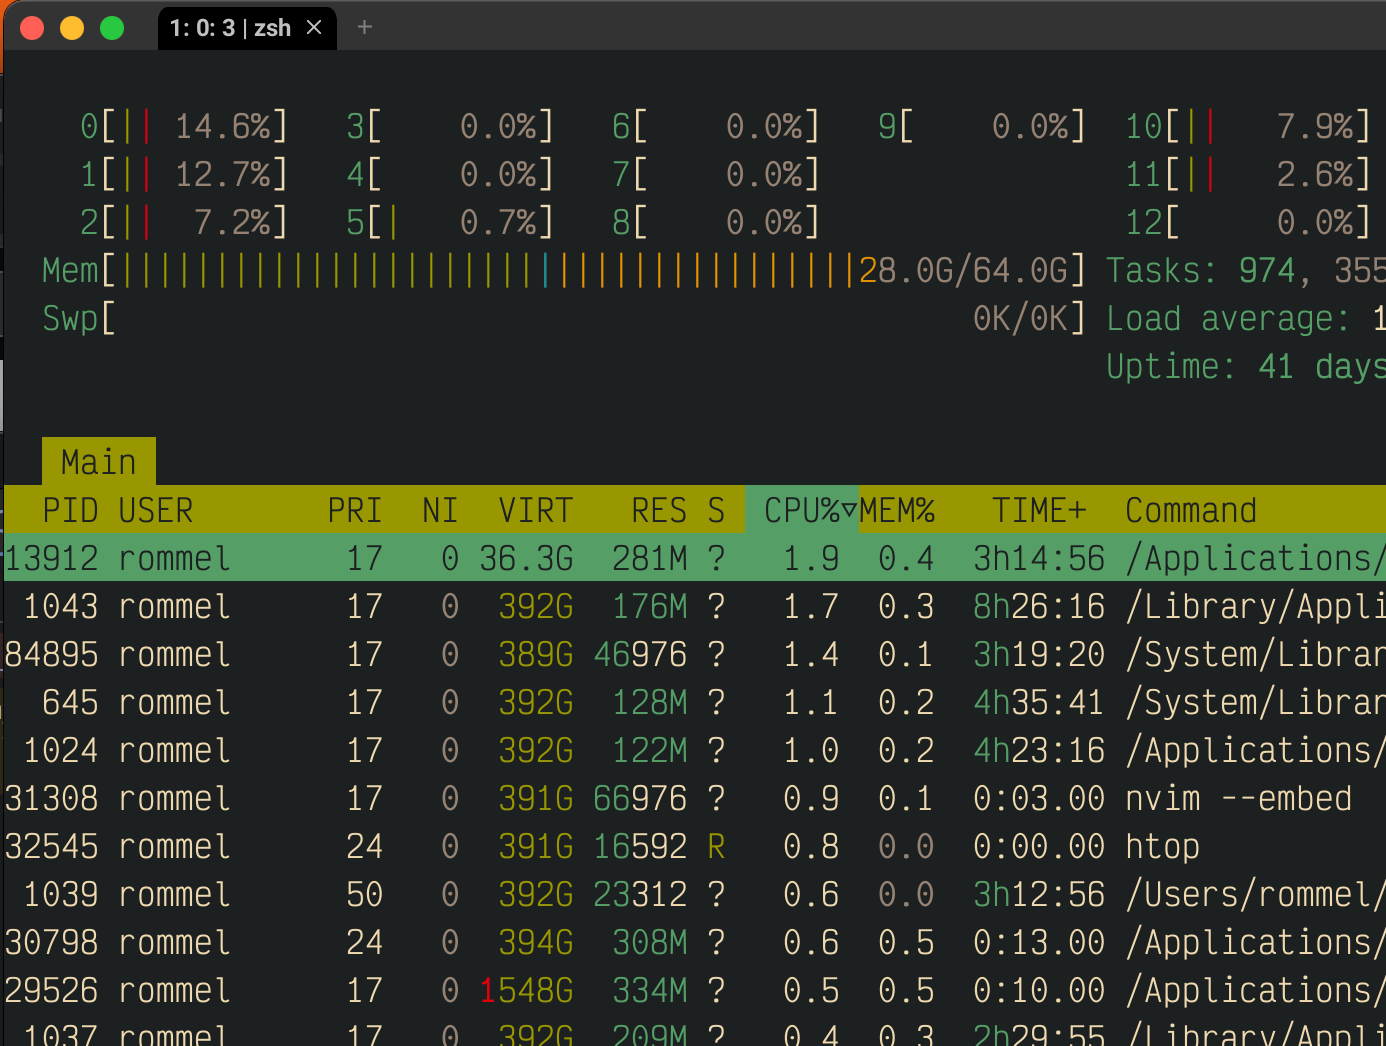 1: 0: 3 | zsh × +
0[|| 14.6%] 3[ 0.0%] 6[ 0.0%] 9[ 0.0%] 10[|| 7.9%]
1[|| 12.7%] 4[ 0.0%] 7[ 0.0%] 11[|| 2.6%]
2[|| 7.2%] 5[| 0.7%] 8[ 0.0%] 12[ 0.0%]
Mem[|||||||||||||||||||||||||||||||||||28.0G/64.0G] Tasks: 974, 355
Swp[ 0K/0K] Load average: 1
Uptime: 41 days
Main
PID USER PRI NI VIRT RES S CPU%▽MEM% TIME+ Command
13912 rommel 17 0 36.3G 281M ? 1.9 0.4 3h14:56 /Applications/
1043 rommel 17 0 392G 176M ? 1.7 0.3 8h26:16 /Library/Appli
84895 rommel 17 0 389G 46976 ? 1.4 0.1 3h19:20 /System/Librar
645 rommel 17 0 392G 128M ? 1.1 0.2 4h35:41 /System/Librar
1024 rommel 17 0 392G 122M ? 1.0 0.2 4h23:16 /Applications/
31308 rommel 17 0 391G 66976 ? 0.9 0.1 0:03.00 nvim --embed
32545 rommel 24 0 391G 16592 R 0.8 0.0 0:00.00 htop
1039 rommel 50 0 392G 23312 ? 0.6 0.0 3h12:56 /Users/rommel/
30798 rommel 24 0 394G 308M ? 0.6 0.5 0:13.00 /Applications/
29526 rommel 17 0 1548G 334M ? 0.5 0.5 0:10.00 /Applications/
1037 rommel 17 0 392G 209M ? 0.4 0.3 2h29:55 /Library/Appli